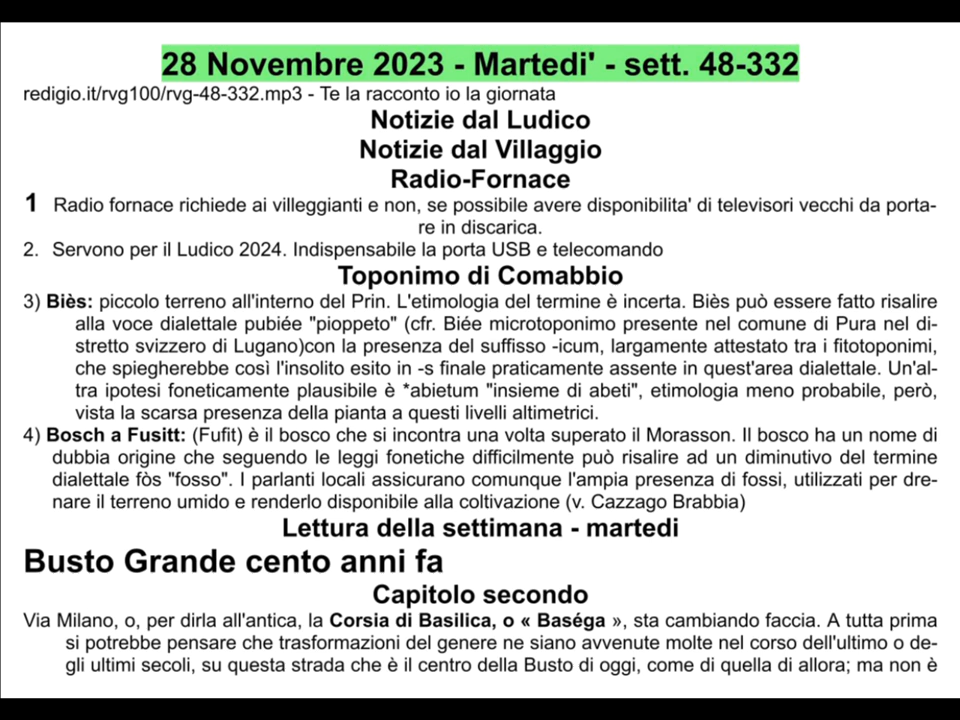 28 Novembre 2023 - Martedi' - sett. 48-332
redigio.it/rvg100/rvg-48-332.mp3 - Te la racconto io la giornata
Notizie dal Ludico
Notizie dal Villaggio
Radio-Fornace
1 Radio fornace richiede ai villeggianti e non, se possibile avere disponibilita' di televisori vecchi da porta-
re in discarica.
2. Servono per il Ludico 2024. Indispensabile la porta USB e telecomando
Toponimo di Comabbio
3) Biès: piccolo terreno all'interno del Prin. L'etimologia del termine è incerta. Biès può essere fatto risalire
alla voce dialettale pubiée "pioppeto" (cfr. Biée microtoponimo presente nel comune di Pura nel di-
stretto svizzero di Lugano)con la presenza del suffisso -icum, largamente attestato tra i fitotoponimi,
che spiegherebbe così l'insolito esito in -s finale praticamente assente in quest'area dialettale. Un'al-
tra ipotesi foneticamente plausibile è *abietum "insieme di abeti", etimologia meno probabile, però,
vista la scarsa presenza della pianta a questi livelli altimetrici.
4) Bosch a Fusitt: (Fufit) è il bosco che si incontra una volta superato il Morasson. Il bosco ha un nome di
dubbia origine che seguendo le leggi fonetiche difficilmente può risalire ad un diminutivo del termine
dialettale fòs "fosso". I parlanti locali assicurano comunque l'ampia presenza di fossi, utilizzati per dre-
nare il terreno umido e renderlo disponibile alla coltivazione (v. Cazzago Brabbia)
Lettura della settimana - martedi
Busto Grande cento anni fa
Capitolo secondo
Via Milano, o, per dirla all'antica, la Corsia di Basilica, o « Baséga », sta cambiando faccia. A tutta prima
si potrebbe pensare che trasformazioni del genere ne siano avvenute molte nel corso dell'ultimo o de-
gli ultimi secoli, su questa strada che è il centro della Busto di oggi, come di quella di allora; ma non è